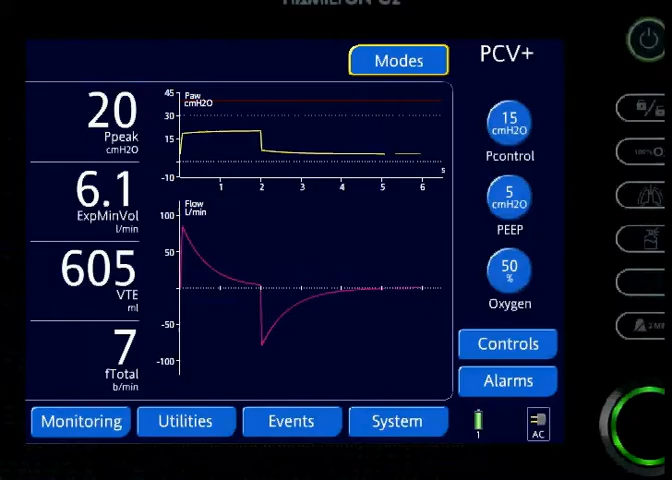 HAMILTON-C2
Modes
PCV+
20
Ppeak
cmH2O
6.1
ExpMinVol
l/min
605
VTE
ml
7
fTotal
b/min
45
Paw
cmH2O
30
15
-10
1 2 3 4 5 6 s
Flow
L/min
100
50
-50
-100
15
cmH2O
Pcontrol
5
cmH2O
PEEP
50
%
Oxygen
Controls
Alarms
Monitoring
Utilities
Events
System
1
AC